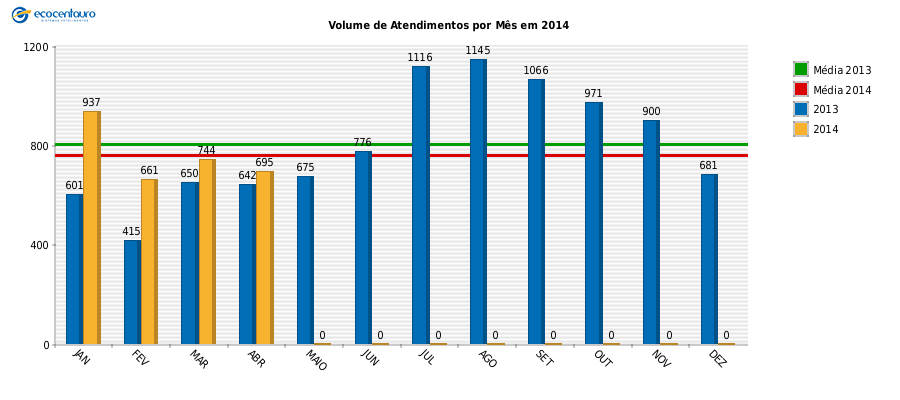 ecocentauro
Volume de Atendimentos por Mês em 2014
1200
800
400
0
937
601
415
661
650
744
642
695
675
0
776
0
1116
0
1145
0
1066
0
971
0
900
0
681
0
JAN
FEV
MAR
ABR
MAIO
JUN
JUL
AGO
SET
OUT
NOV
DEZ
Média 2013
Média 2014
2013
2014